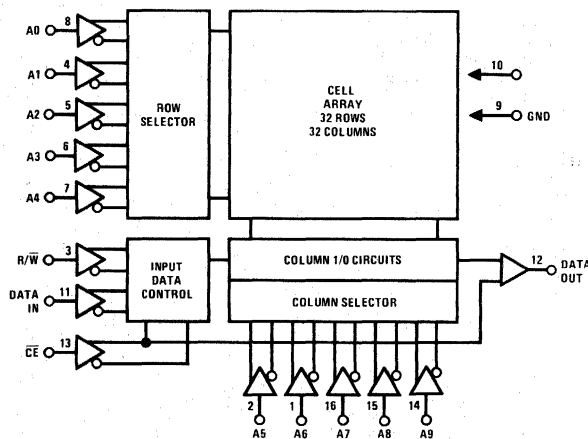 A0 8
A1 4
A2 5
A3 6
A4 7
ROW
SELECTOR
CELL
ARRAY
32 ROWS
32 COLUMNS
10
9 GND
R/W̅ 3
DATA
IN 11
C̅E̅ 13
INPUT
DATA
CONTROL
COLUMN 1/0 CIRCUITS
COLUMN SELECTOR
12 DATA
OUT
2 1 16 15 14
A5 A6 A7 A8 A9